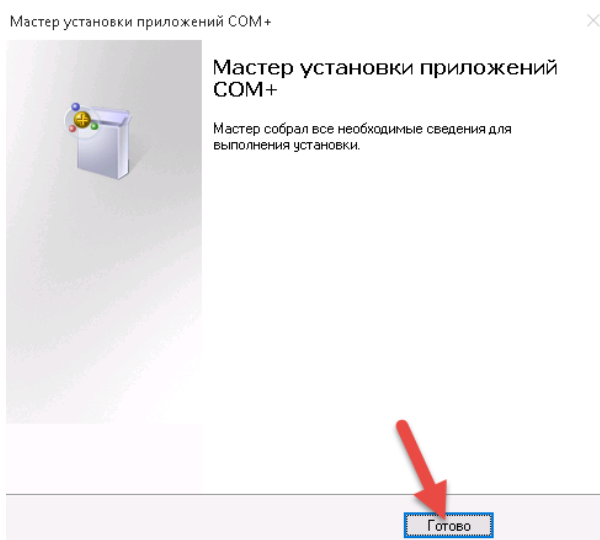 Мастер установки приложений COM+
Мастер установки приложений
COM+
Мастер собрал все необходимые сведения для
выполнения установки.
Готово